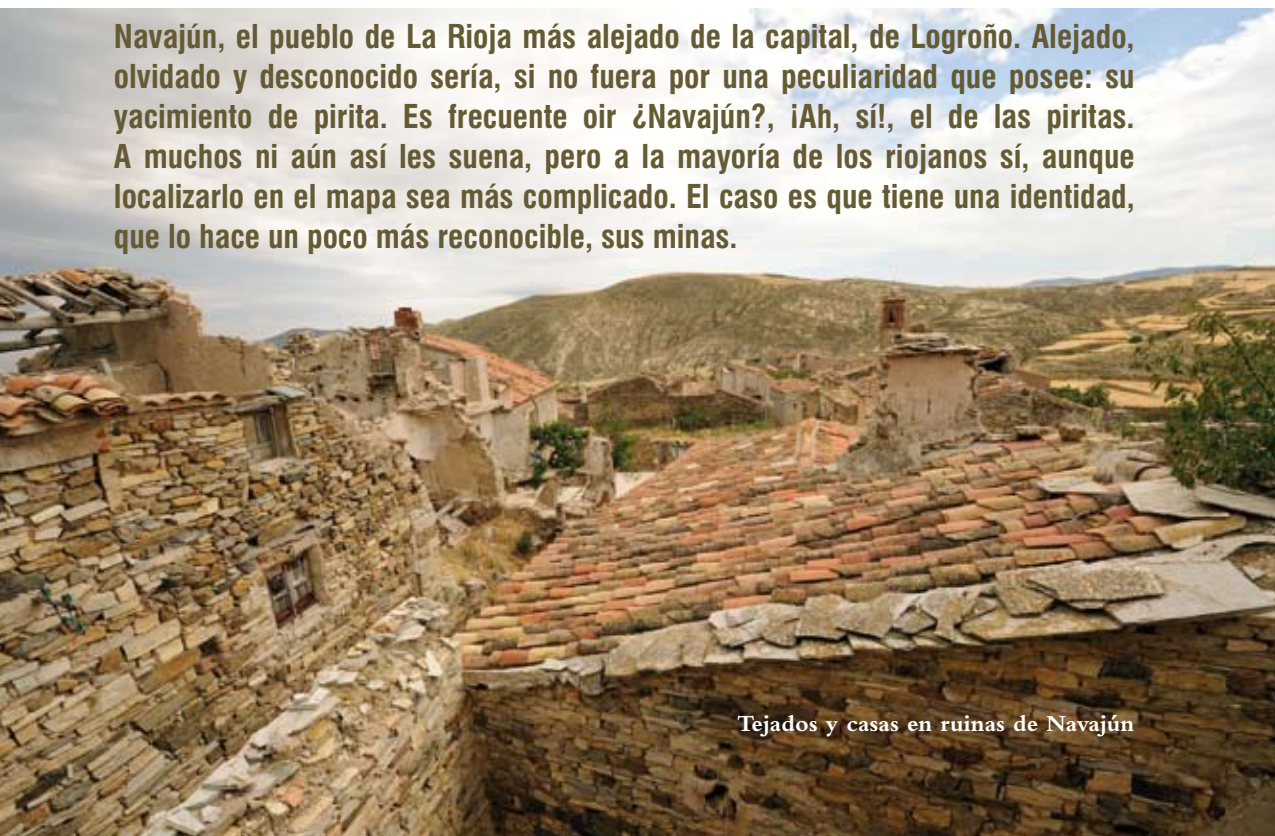 Navajún, el pueblo de La Rioja más alejado de la capital, de Logroño. Alejado,
olvidado y desconocido sería, si no fuera por una peculiaridad que posee: su
yacimiento de pirita. Es frecuente oir ¿Navajún?, ¡Ah, sí!, el de las piritas.
A muchos ni aún así les suena, pero a la mayoría de los riojanos sí, aunque
localizarlo en el mapa sea más complicado. El caso es que tiene una identidad,
que lo hace un poco más reconocible, sus minas.
Tejados y casas en ruinas de Navajún